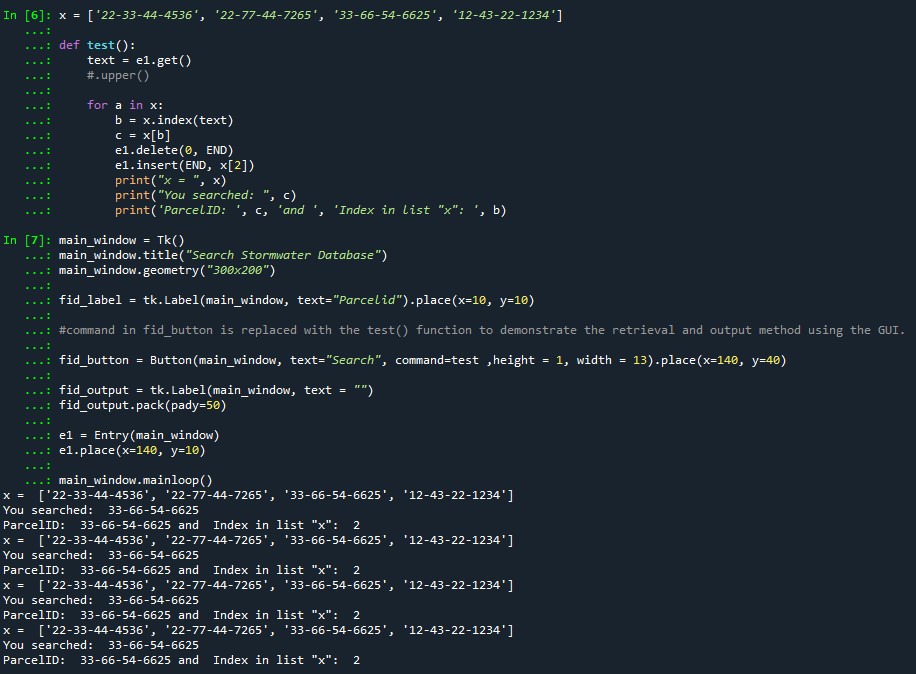 In [6]: x = ['22-33-44-4536', '22-77-44-7265', '33-66-54-6625', '12-43-22-1234']
   ...:
   ...: def test():
   ...:     text = e1.get()
   ...:     #.upper()
   ...:
   ...:     for a in x:
   ...:         b = x.index(text)
   ...:         c = x[b]
   ...:         e1.delete(0, END)
   ...:         e1.insert(END, x[2])
   ...:         print("x = ", x)
   ...:         print("You searched: ", c)
   ...:         print('ParcelID: ', c, 'and ', 'Index in list "x": ', b)
In [7]: main_window = Tk()
   ...: main_window.title("Search Stormwater Database")
   ...: main_window.geometry("300x200")
   ...:
   ...: fid_label = tk.Label(main_window, text="Parcelid").place(x=10, y=10)
   ...:
   ...: #command in fid_button is replaced with the test() function to demonstrate the retrieval and output method using the GUI.
   ...:
   ...: fid_button = Button(main_window, text="Search", command=test ,height = 1, width = 13).place(x=140, y=40)
   ...:
   ...: fid_output = tk.Label(main_window, text = "")
   ...: fid_output.pack(pady=50)
   ...:
   ...: e1 = Entry(main_window)
   ...: e1.place(x=140, y=10)
   ...:
   ...: main_window.mainloop()
x =  ['22-33-44-4536', '22-77-44-7265', '33-66-54-6625', '12-43-22-1234']
You searched:  33-66-54-6625
ParcelID:  33-66-54-6625 and  Index in list "x":  2
x =  ['22-33-44-4536', '22-77-44-7265', '33-66-54-6625', '12-43-22-1234']
You searched:  33-66-54-6625
ParcelID:  33-66-54-6625 and  Index in list "x":  2
x =  ['22-33-44-4536', '22-77-44-7265', '33-66-54-6625', '12-43-22-1234']
You searched:  33-66-54-6625
ParcelID:  33-66-54-6625 and  Index in list "x":  2
x =  ['22-33-44-4536', '22-77-44-7265', '33-66-54-6625', '12-43-22-1234']
You searched:  33-66-54-6625
ParcelID:  33-66-54-6625 and  Index in list "x":  2